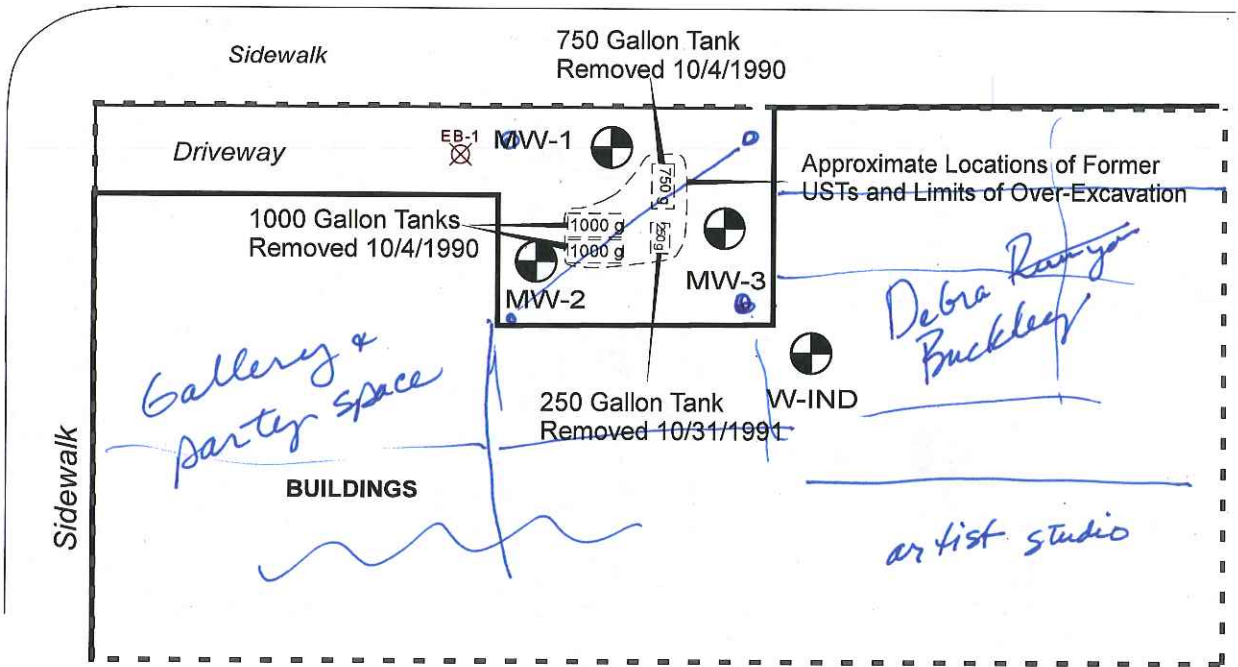 Sidewalk
750 Gallon Tank
Removed 10/4/1990
Driveway
EB-1
MW-1
750 g
Approximate Locations of Former
USTs and Limits of Over-Excavation
1000 Gallon Tanks
Removed 10/4/1990
1000 g
1000 g
250 g
MW-2
MW-3
Debra Runyon
Buckley
Gallery &
party space
250 Gallon Tank
Removed 10/31/1991
W-IND
Sidewalk
BUILDINGS
artist studio